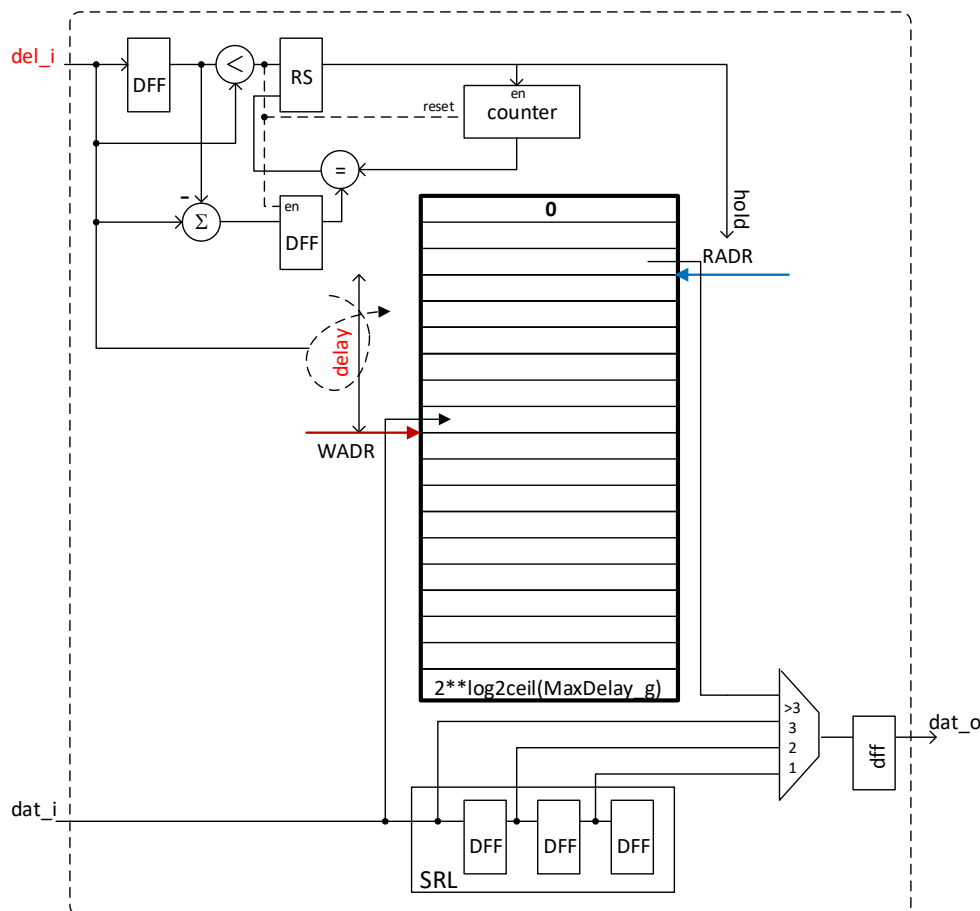 del_i
DFF
<
RS
en
counter
reset
=
-
Σ
en
DFF
hold
0
RADR
delay
WADR
2**log2ceil(MaxDelay_g)
>3
3
2
1
dff
dat_o
dat_i
DFF
DFF
DFF
SRL